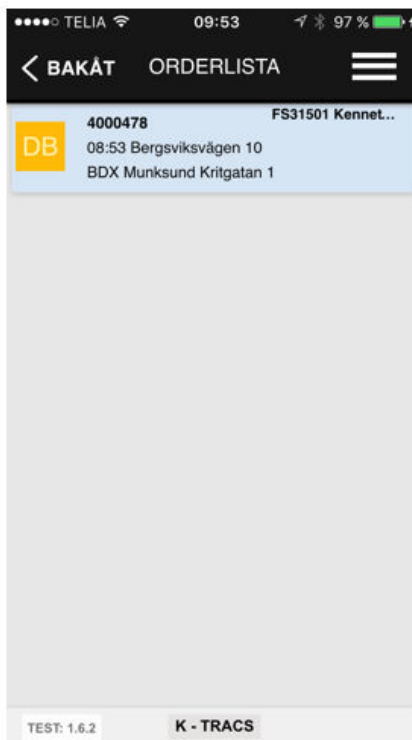 TELIA 09:53 97 %
BAKÅT ORDERLISTA
FS31501 Kennet...
4000478
DB
08:53 Bergsviksvägen 10
BDX Munksund Kritgatan 1
TEST: 1.6.2 K - TRACS